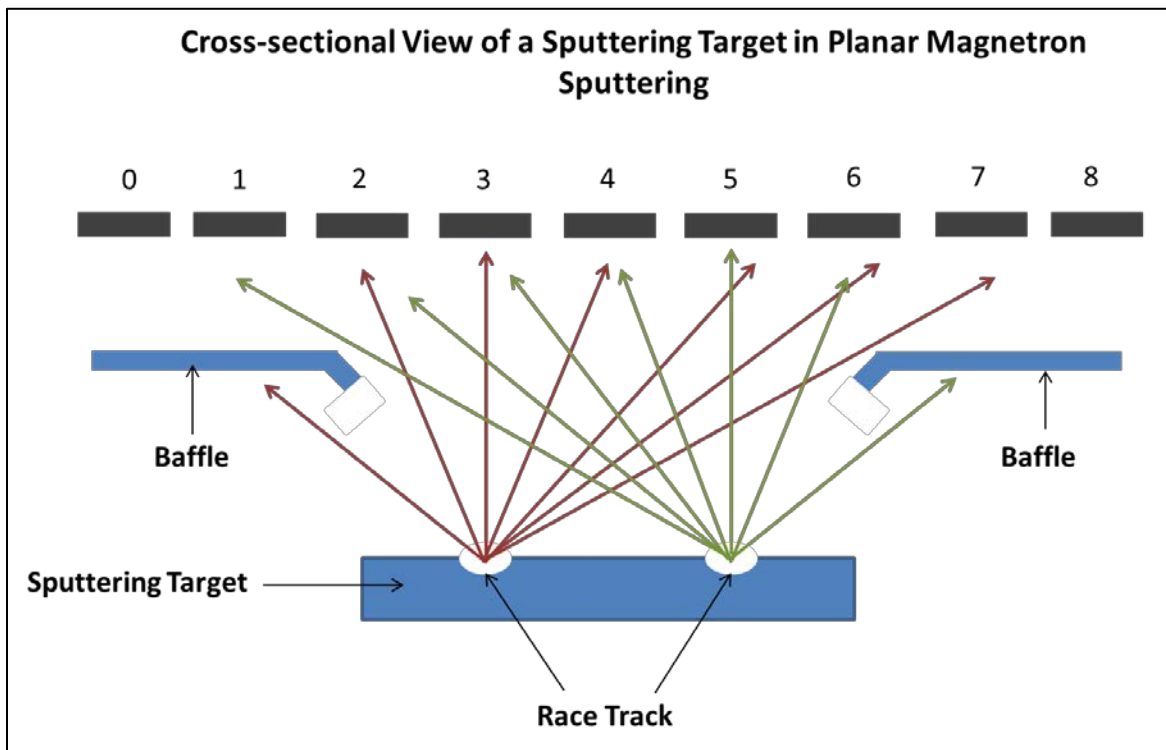 Cross-sectional View of a Sputtering Target in Planar Magnetron
Sputtering
0 1 2 3 4 5 6 7 8
Baffle Baffle
Sputtering Target
Race Track